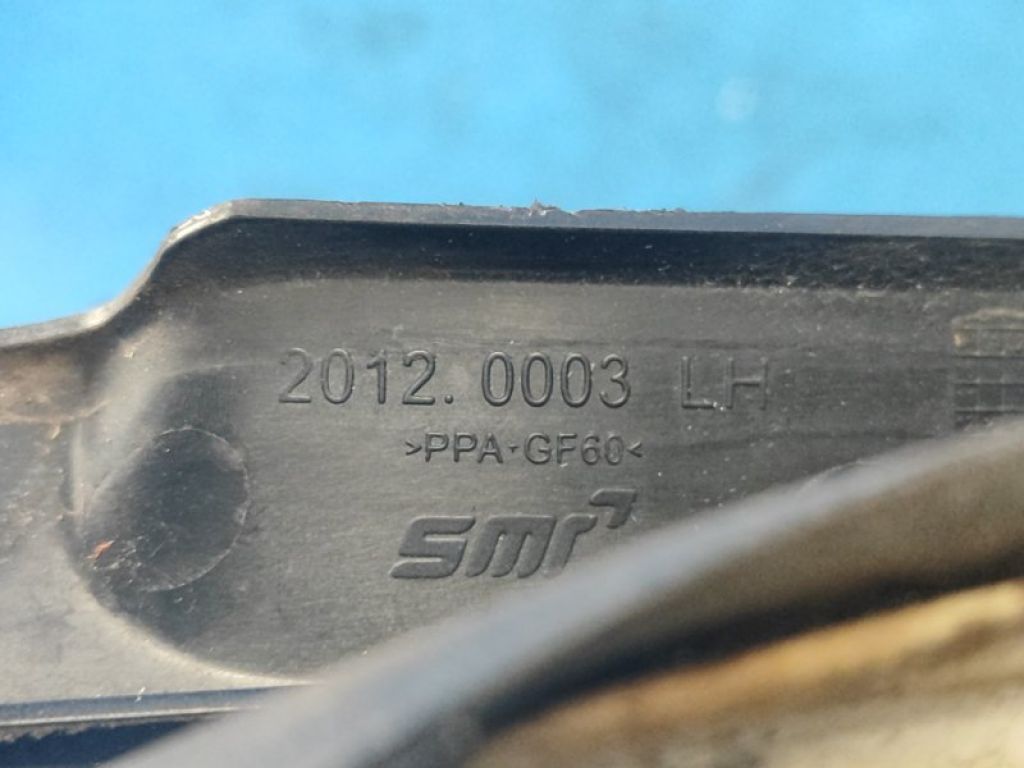 2012. 0003 LH
>PPA-GF60<
smr